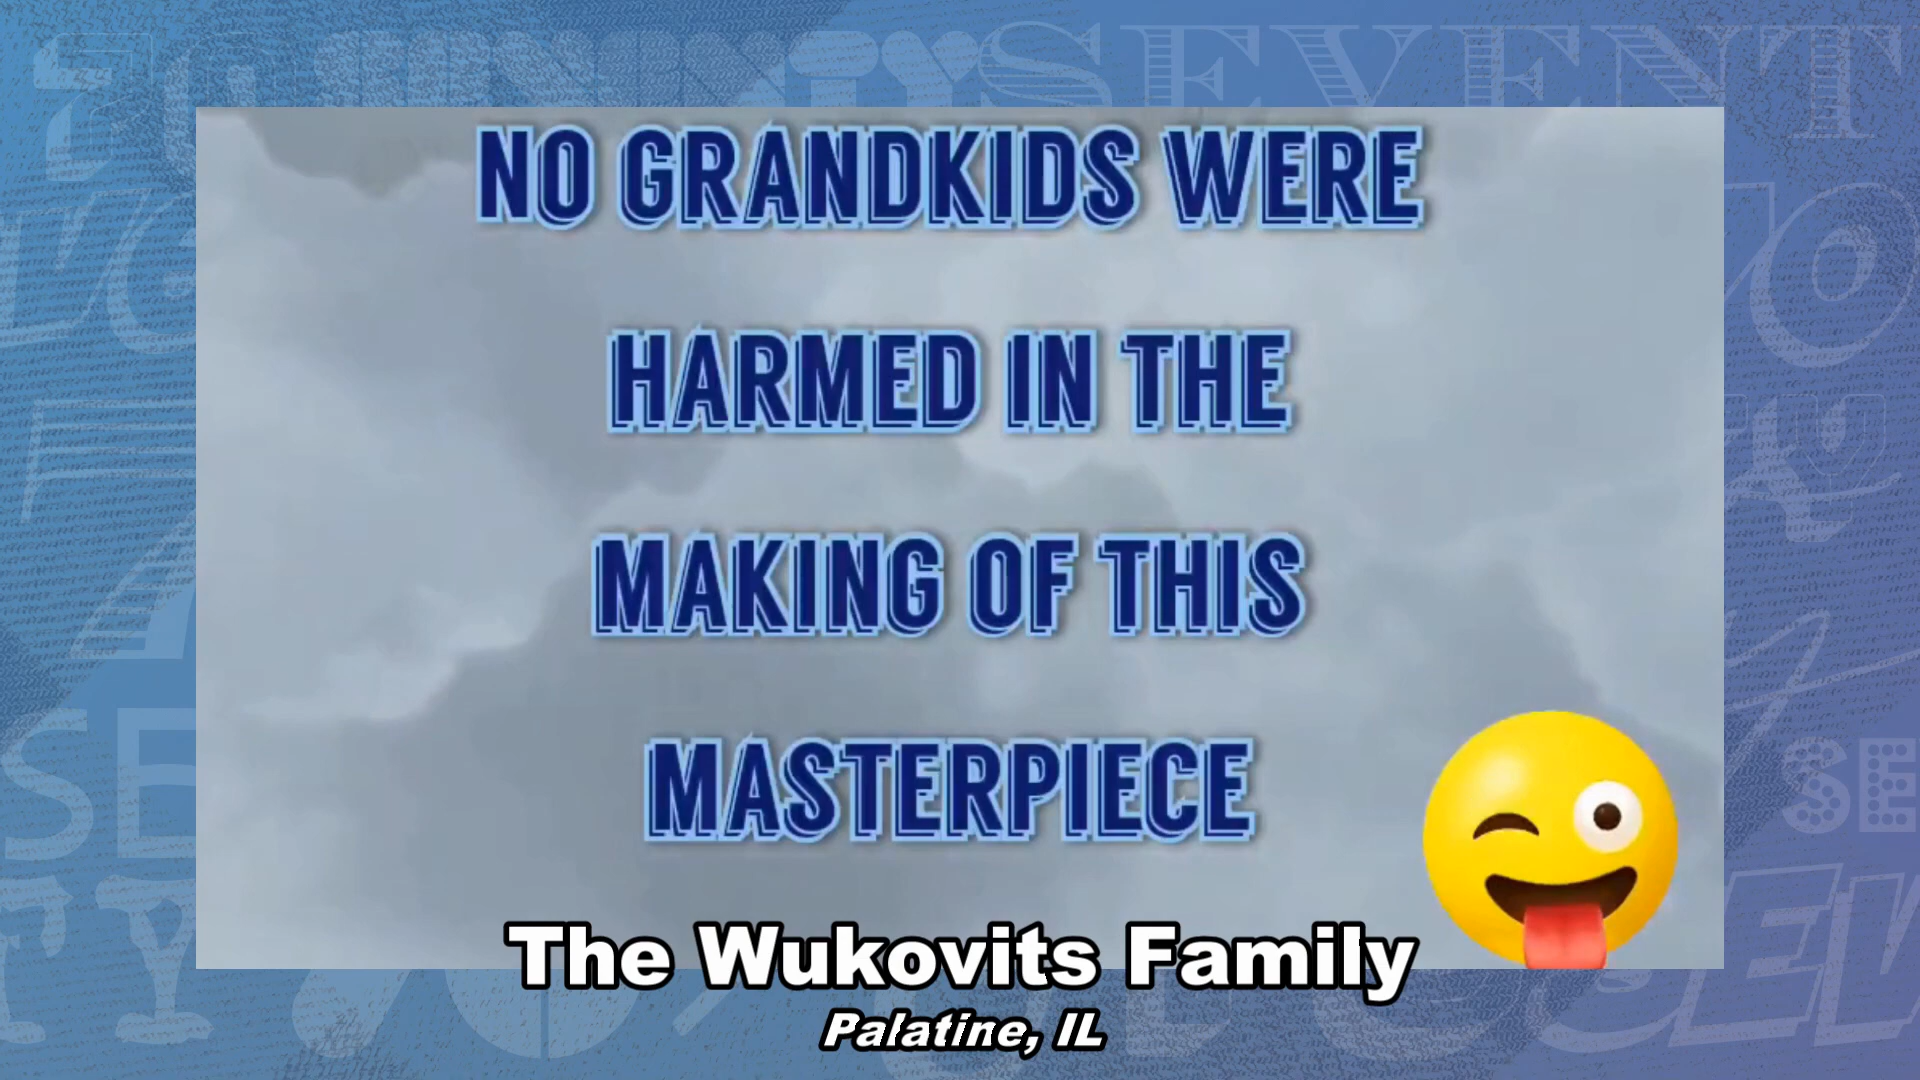 NO GRANDKIDS WERE
HARMED IN THE
MAKING OF THIS
MASTERPIECE
The Wukovits Family
Palatine, IL